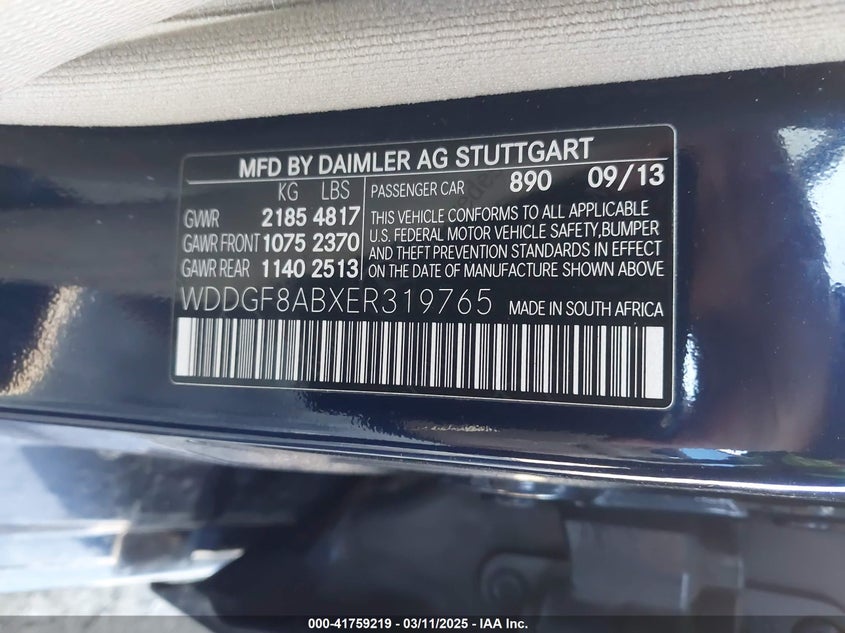 MFD BY DAIMLER AG STUTTGART
KG LBS
GVWR 2185 4817
GAWR FRONT 1075 2370
GAWR REAR 1140 2513
PASSENGER CAR 890 09/13
THIS VEHICLE CONFORMS TO ALL APPLICABLE
U.S. FEDERAL MOTOR VEHICLE SAFETY,BUMPER
AND THEFT PREVENTION STANDARDS IN EFFECT
ON THE DATE OF MANUFACTURE SHOWN ABOVE
WDDGF8ABXER319765 MADE IN SOUTH AFRICA
000-41759219 / 03/11/2025 - IAA Inc.